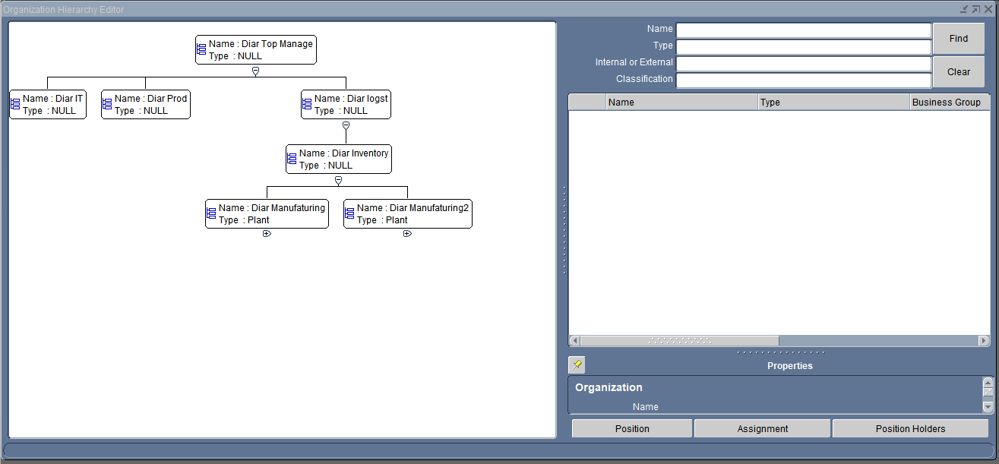 Organization Hierarchy Editor
Name : Diar Top Manage
Type : NULL
Name : Diar IT
Type : NULL
Name : Diar Prod
Type : NULL
Name : Diar logst
Type : NULL
Name : Diar Inventory
Type : NULL
Name : Diar Manufaturing
Type : Plant
Name : Diar Manufaturing2
Type : Plant
Name
Type
Internal or External
Classification
Find
Clear
Name Type Business Group
Properties
Organization
Name
Position Assignment Position Holders